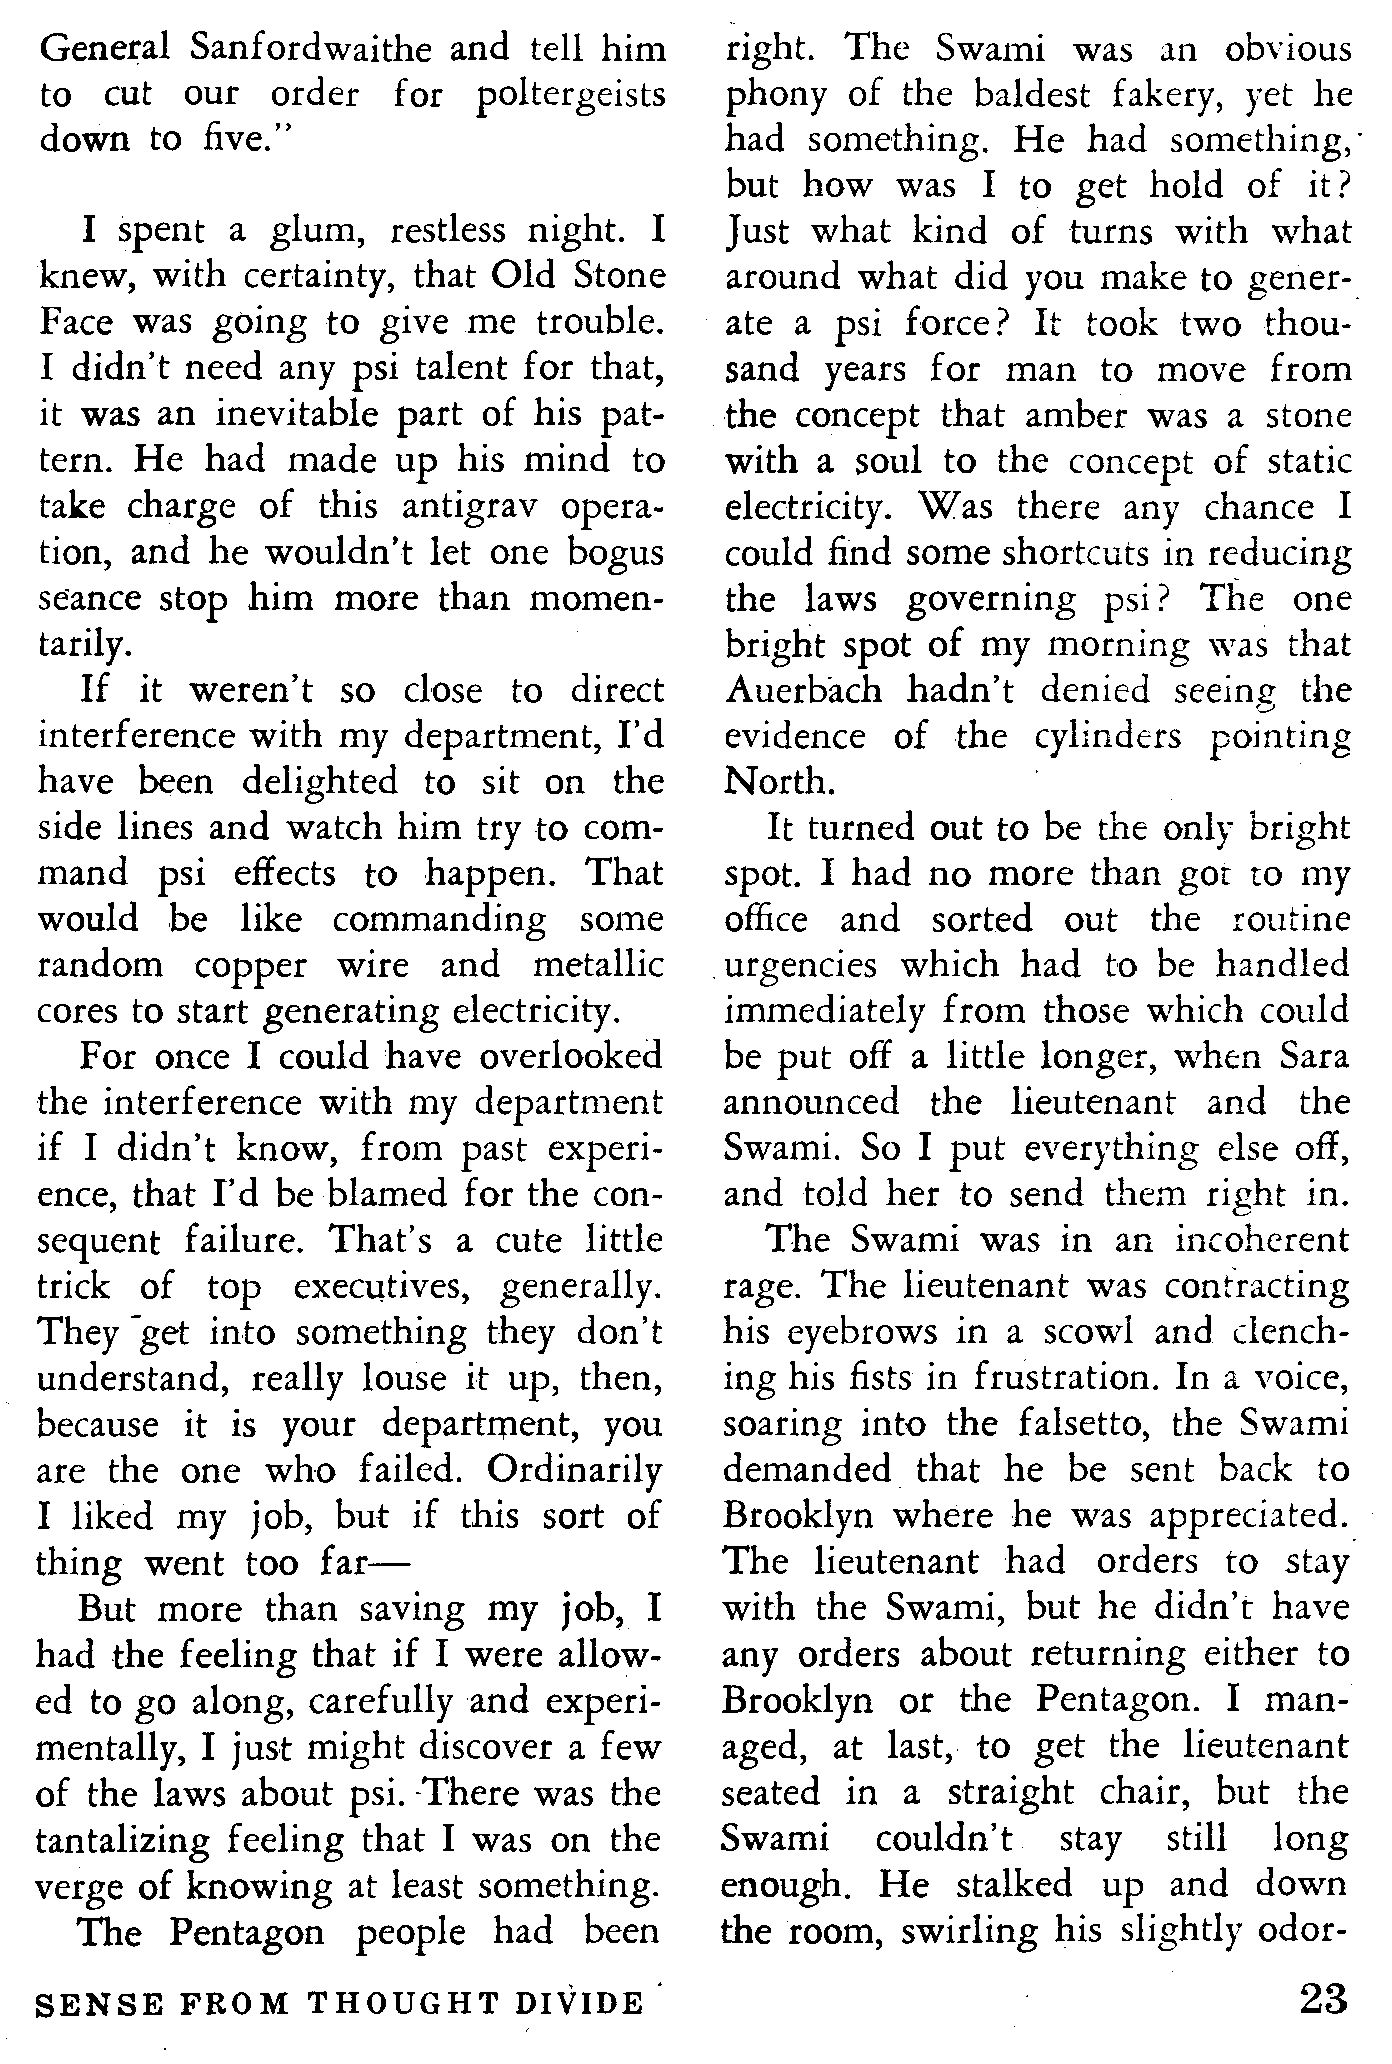 General Sanfordwaithe and tell him
to cut our order for poltergeists
down to five."
I spent a glum, restless night. I
knew, with certainty, that Old Stone
Face was going to give me trouble.
I didn't need any psi talent for that,
it was an inevitable part of his pat-
tern. He had made up his mind to
take charge of this antigrav opera-
tion, and he wouldn't let one bogus
seance stop him more than momen-
tarily.
If it weren't so close to direct
interference with my department, I'd
have been delighted to sit on the
side lines and watch him try to com-
mand psi effects to happen. That
would be like commanding some
random copper wire and metallic
cores to start generating electricity.
For once I could have overlooked
the interference with my department
if I didn't know, from past experi-
ence, that I'd be blamed for the con-
sequent failure. That's a cute little
trick of top executives, generally.
They get into something they don't
understand, really louse it up, then,
because it is your department, you
are the one who failed. Ordinarily
I liked my job, but if this sort of
thing went too far—
But more than saving my job, I
had the feeling that if I were allow-
ed to go along, carefully and experi-
mentally, I just might discover a few
of the laws about psi. There was the
tantalizing feeling that I was on the
verge of knowing at least something.
The Pentagon people had been
right. The Swami was an obvious
phony of the baldest fakery, yet he
had something. He had something,
but how was I to get hold of it?
Just what kind of turns with what
around what did you make to gener-
ate a psi force? It took two thou-
sand years for man to move from
the concept that amber was a stone
with a soul to the concept of static
electricity. Was there any chance I
could find some shortcuts in reducing
the laws governing psi? The one
bright spot of my morning was that
Auerbach hadn't denied seeing the
evidence of the cylinders pointing
North.
It turned out to be the only bright
spot. I had no more than got to my
office and sorted out the routine
urgencies which had to be handled
immediately from those which could
be put off a little longer, when Sara
announced the lieutenant and the
Swami. So I put everything else off,
and told her to send them right in.
The Swami was in an incoherent
rage. The lieutenant was contracting
his eyebrows in a scowl and clench-
ing his fists in frustration. In a voice,
soaring into the falsetto, the Swami
demanded that he be sent back to
Brooklyn where he was appreciated.
The lieutenant had orders to stay
with the Swami, but he didn't have
any orders about returning either to
Brooklyn or the Pentagon. I man-
aged, at last, to get the lieutenant
seated in a straight chair, but the
Swami couldn't stay still long
enough. He stalked up and down
the room, swirling his slightly odor-
SENSE FROM THOUGHT DIVIDE
23